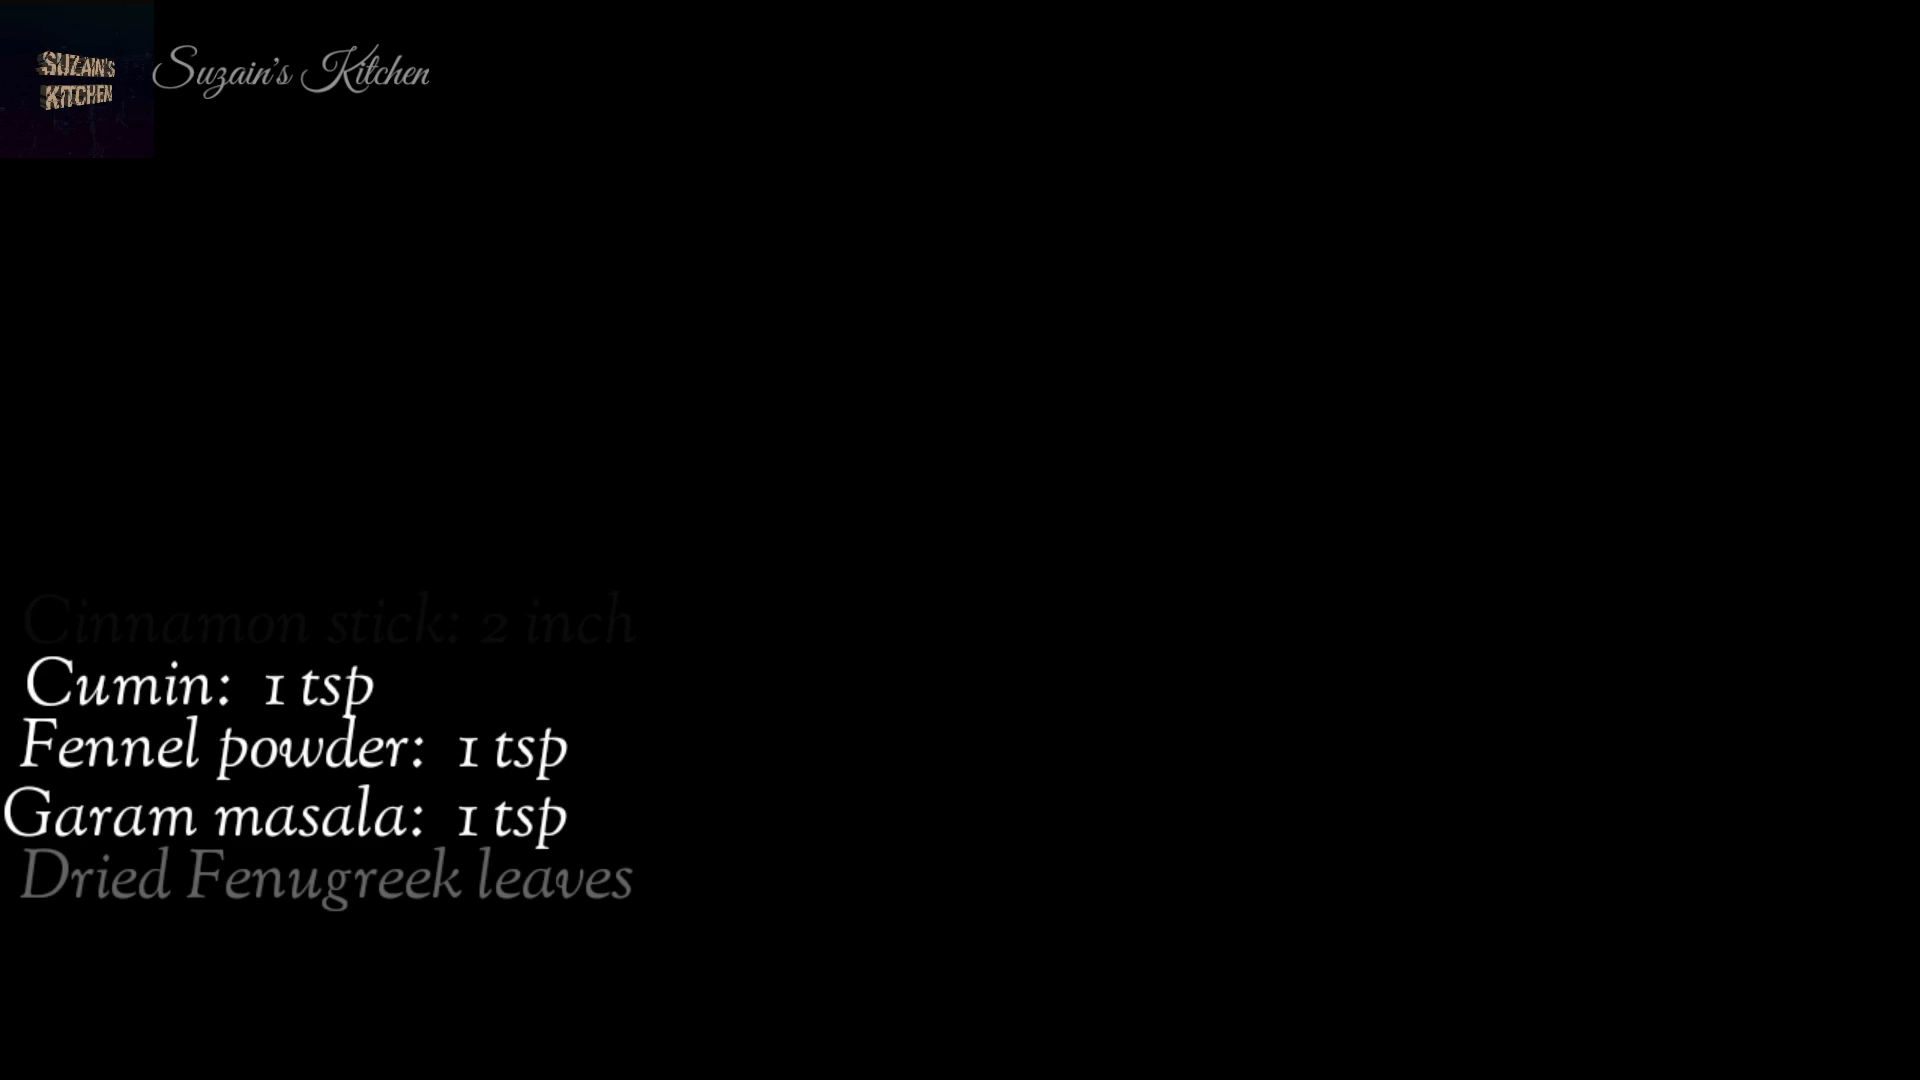 SUZAIN'S
KITCHEN
Suzain's Kitchen
Cinnamon stick: 2 inch
Cumin: 1 tsp
Fennel powder: 1 tsp
Garam masala: 1 tsp
Dried Fenugreek leaves